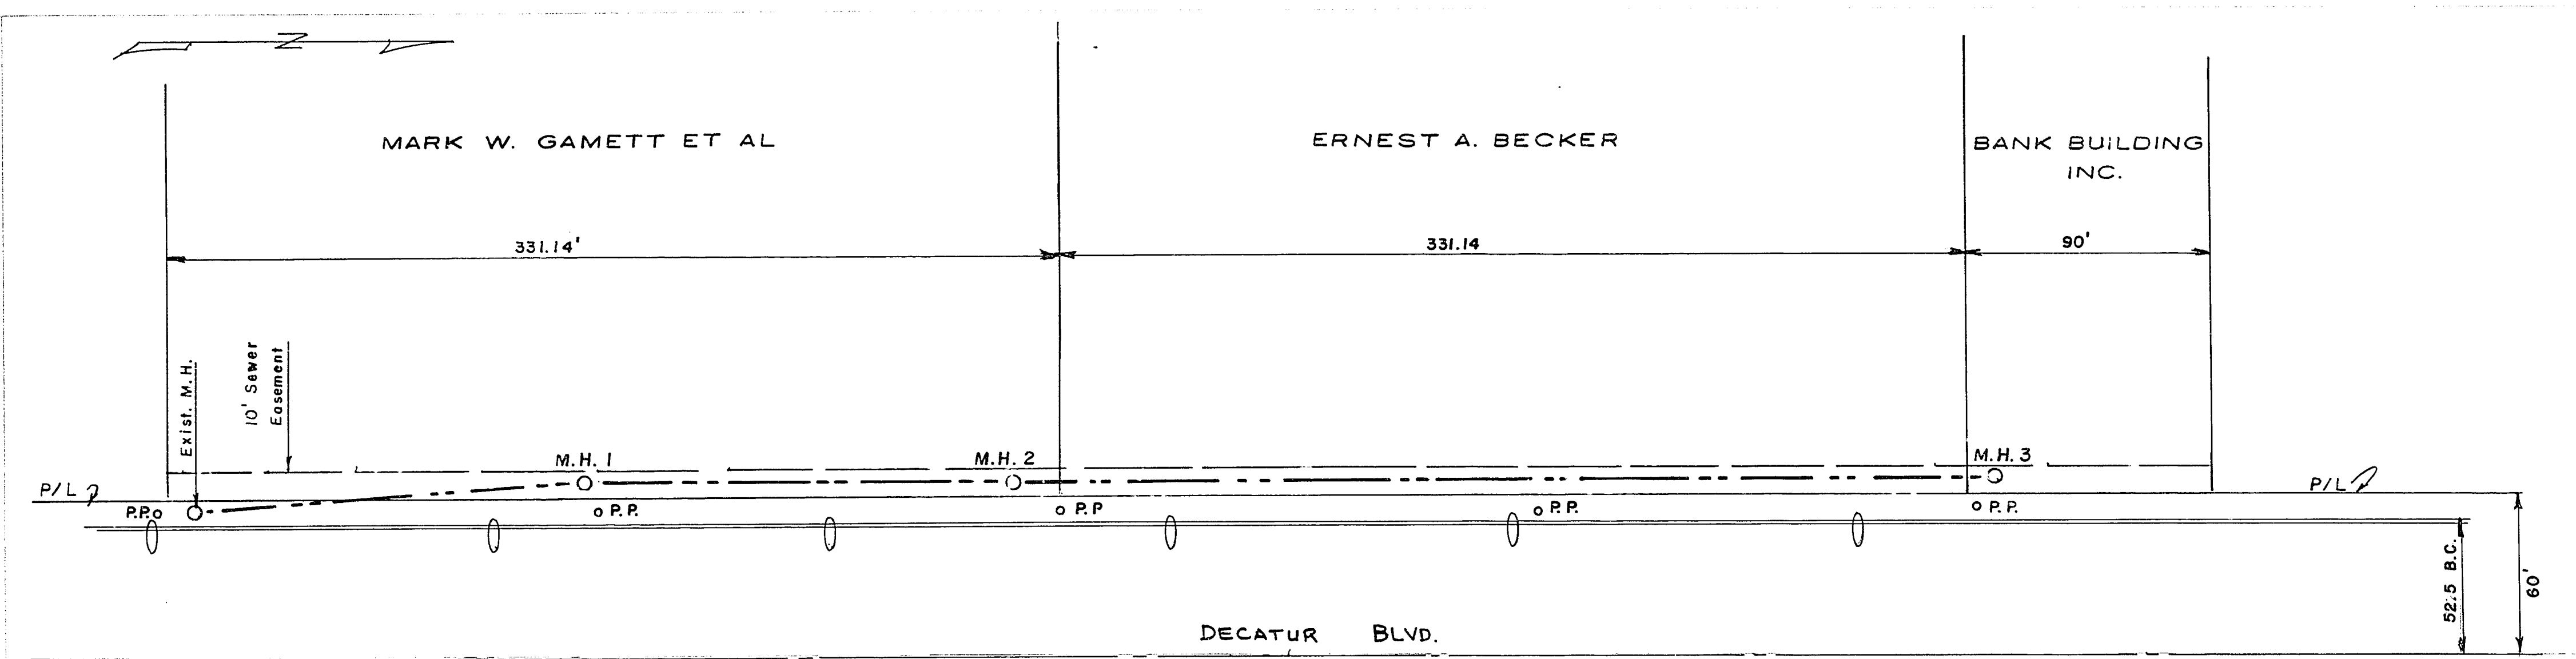 N
MARK W. GAMETT ET AL
ERNEST A. BECKER
BANK BUILDING
INC.
331.14'
331.14
90'
Exist. M.H.
10' Sewer
Easement
M.H. 1
M.H. 2
M.H. 3
P/L
P/L
P.P.
P.P.
P.P
P.P.
P.P.
52.5 B.C.
60'
DECATUR BLVD.